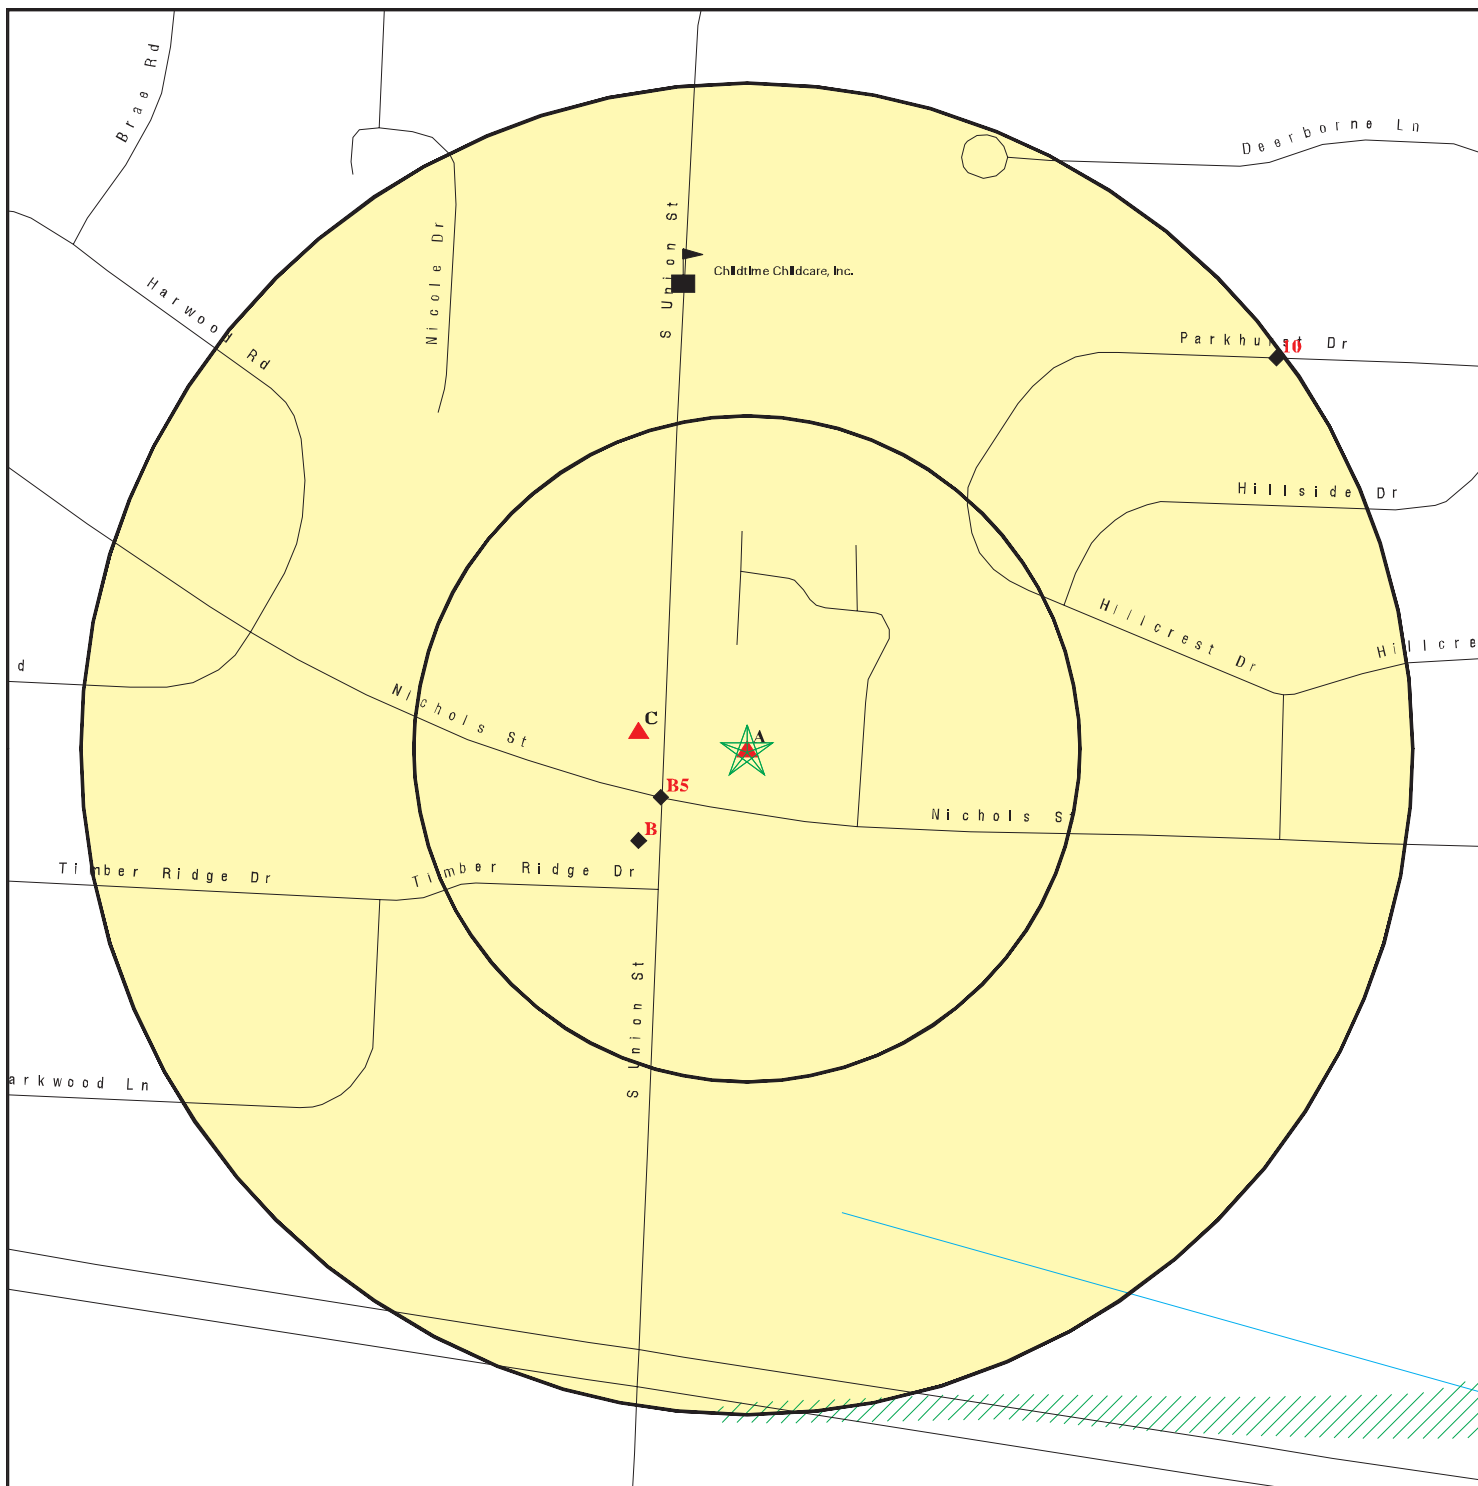 Brae Rd
Deerborne Ln
S Union St
Nicole Dr
Childtime Childcare, Inc.
Harwood Rd
Parkhurst Dr
10
Hillside Dr
Hillcrest Dr
Hillcre
d
Nichols St
C
A
B5
Nichols St
B
Timber Ridge Dr
Timber Ridge Dr
S Union St
arkwood Ln